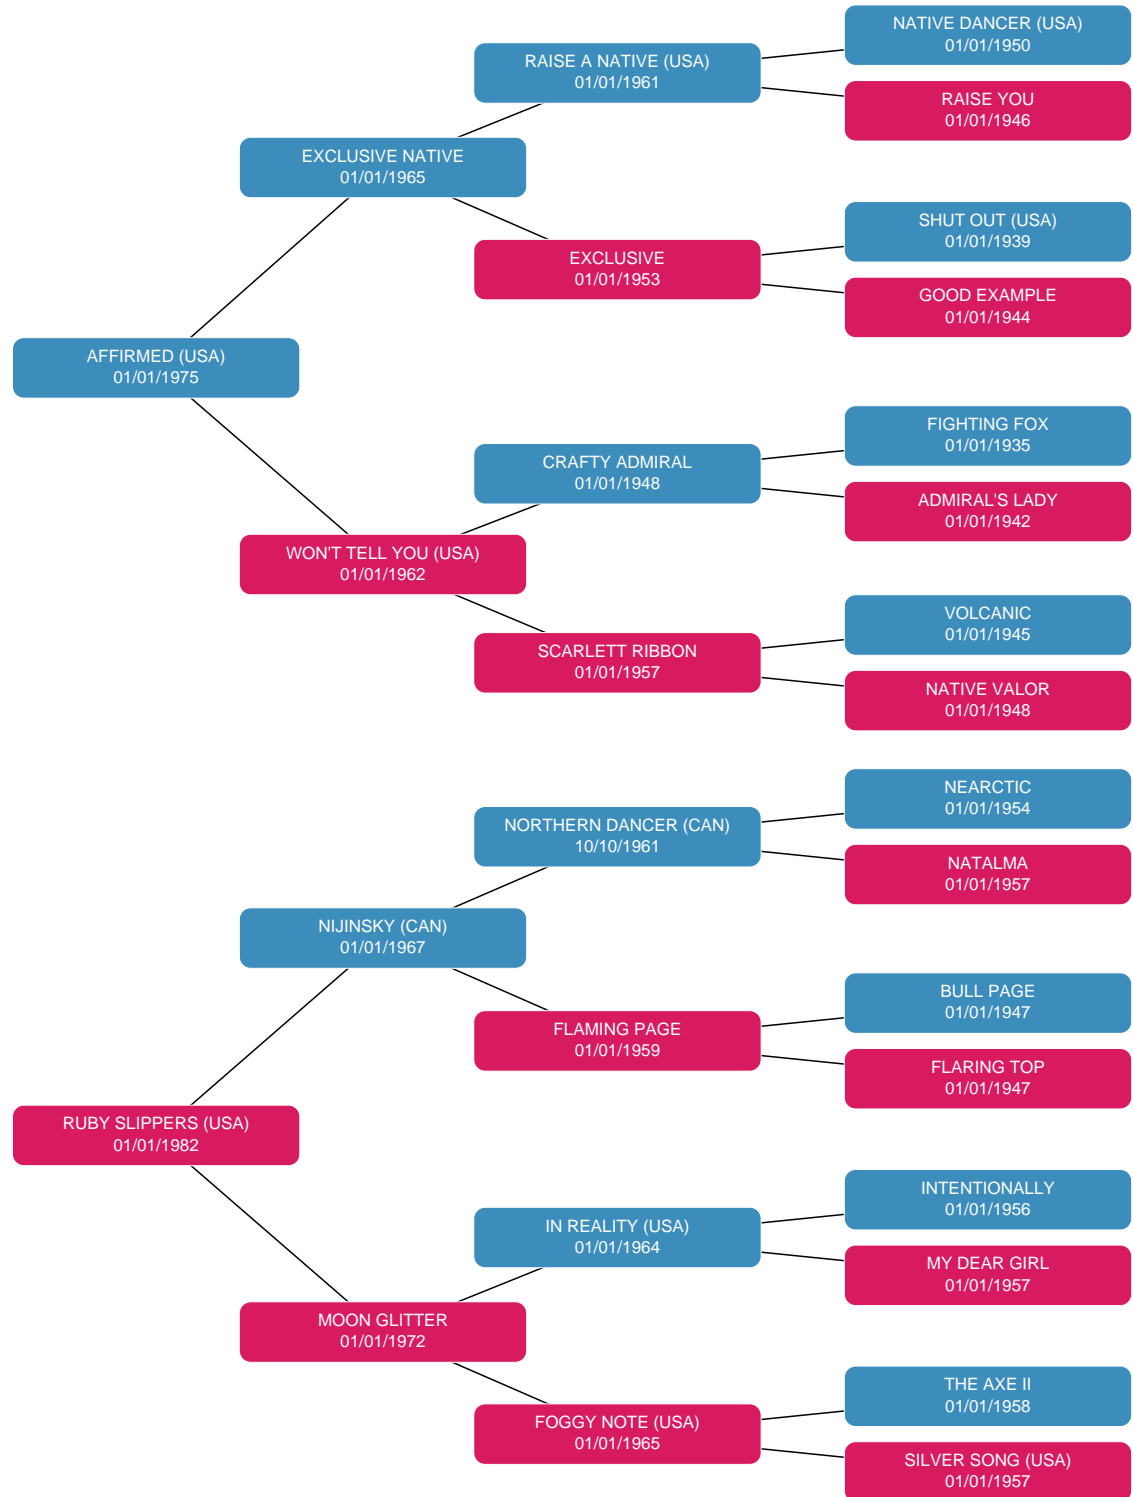 NATIVE DANCER (USA)
01/01/1950
RAISE A NATIVE (USA)
01/01/1961
RAISE YOU
01/01/1946
EXCLUSIVE NATIVE
01/01/1965
SHUT OUT (USA)
01/01/1939
EXCLUSIVE
01/01/1953
GOOD EXAMPLE
01/01/1944
AFFIRMED (USA)
01/01/1975
FIGHTING FOX
01/01/1935
CRAFTY ADMIRAL
01/01/1948
ADMIRAL'S LADY
01/01/1942
WON'T TELL YOU (USA)
01/01/1962
VOLCANIC
01/01/1945
SCARLETT RIBBON
01/01/1957
NATIVE VALOR
01/01/1948
NEARCTIC
01/01/1954
NORTHERN DANCER (CAN)
10/10/1961
NATALMA
01/01/1957
NIJINSKY (CAN)
01/01/1967
BULL PAGE
01/01/1947
FLAMING PAGE
01/01/1959
FLARING TOP
01/01/1947
RUBY SLIPPERS (USA)
01/01/1982
INTENTIONALLY
01/01/1956
IN REALITY (USA)
01/01/1964
MY DEAR GIRL
01/01/1957
MOON GLITTER
01/01/1972
THE AXE II
01/01/1958
FOGGY NOTE (USA)
01/01/1965
SILVER SONG (USA)
01/01/1957